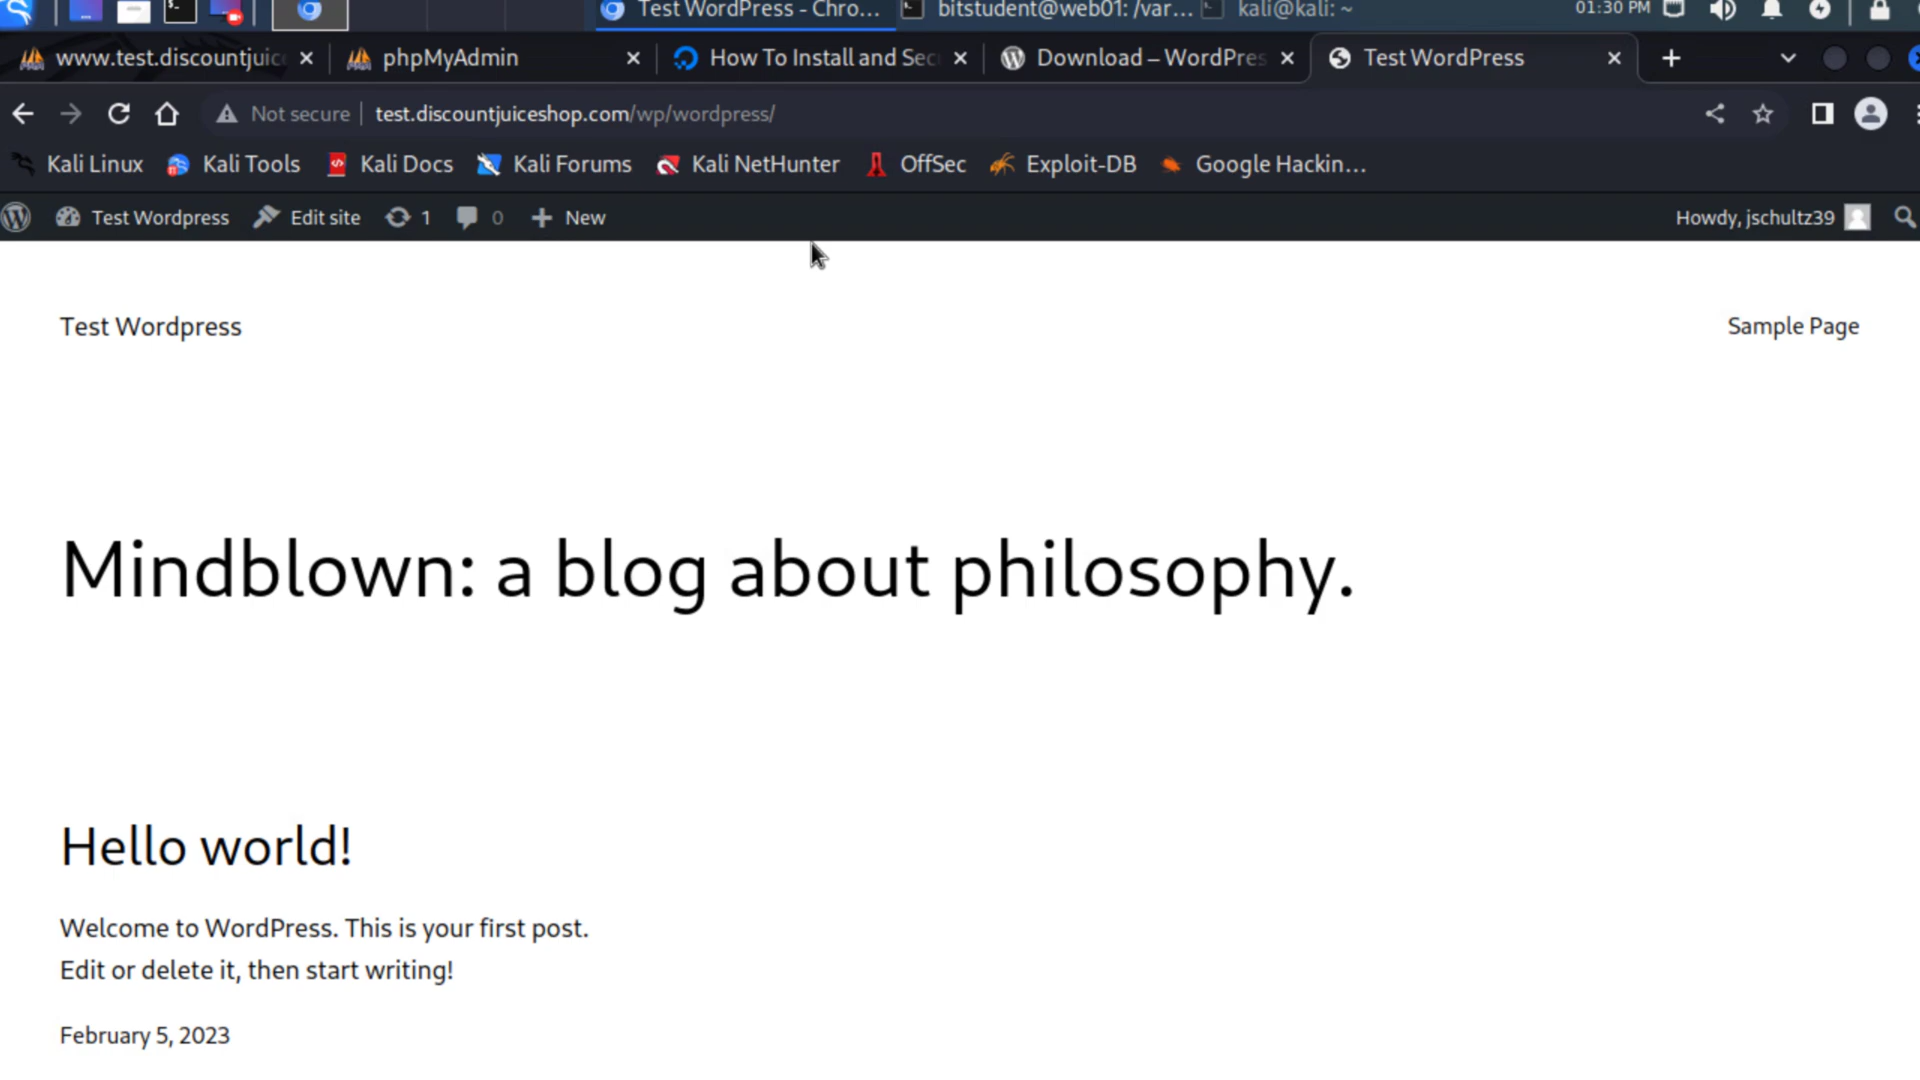 Test WordPress - Chro...
bitstudent@web01: /var...
kali@kali: ~
01:30 PM
www.test.discountjuic
phpMyAdmin
How To Install and Sec
Download – WordPres
Test WordPress
Not secure
test.discountjuiceshop.com/wp/wordpress/
Kali Linux
Kali Tools
Kali Docs
Kali Forums
Kali NetHunter
OffSec
Exploit-DB
Google Hackin...
Test Wordpress
Edit site
1
0
New
Howdy, jschultz39
Test Wordpress
Sample Page
Mindblown: a blog about philosophy.
Hello world!
Welcome to WordPress. This is your first post.
Edit or delete it, then start writing!
February 5, 2023